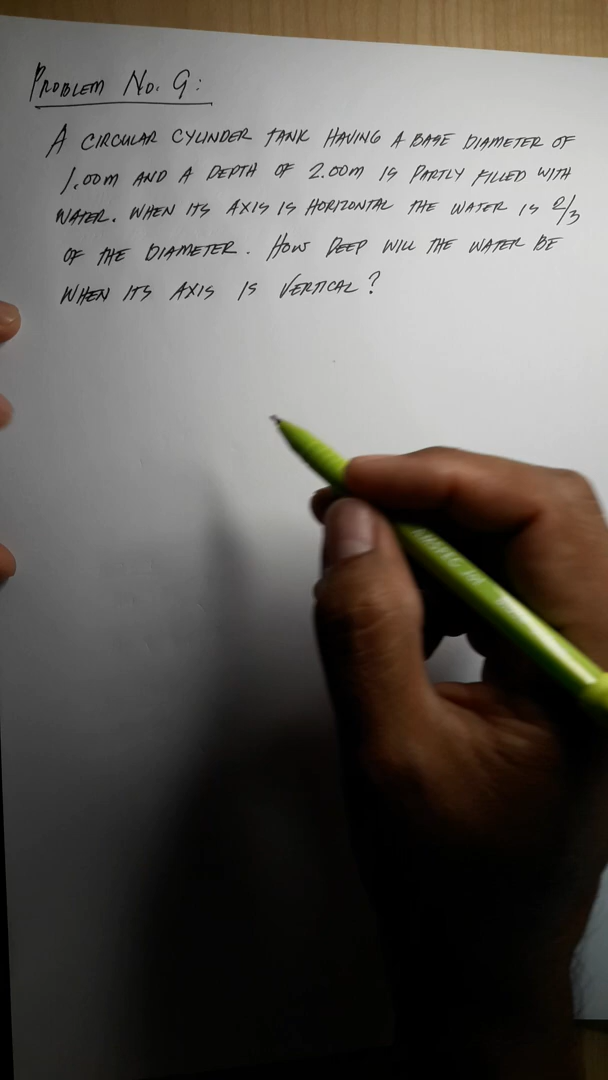 PROBLEM NO. 9:
A CIRCULAR CYLINDER TANK HAVING A BASE DIAMETER OF
1.00M AND A DEPTH OF 2.00M IS PARTLY FILLED WITH
WATER. WHEN ITS AXIS IS HORIZONTAL THE WATER IS 2/3
OF THE DIAMETER. HOW DEEP WILL THE WATER BE
WHEN ITS AXIS IS VERTICAL?